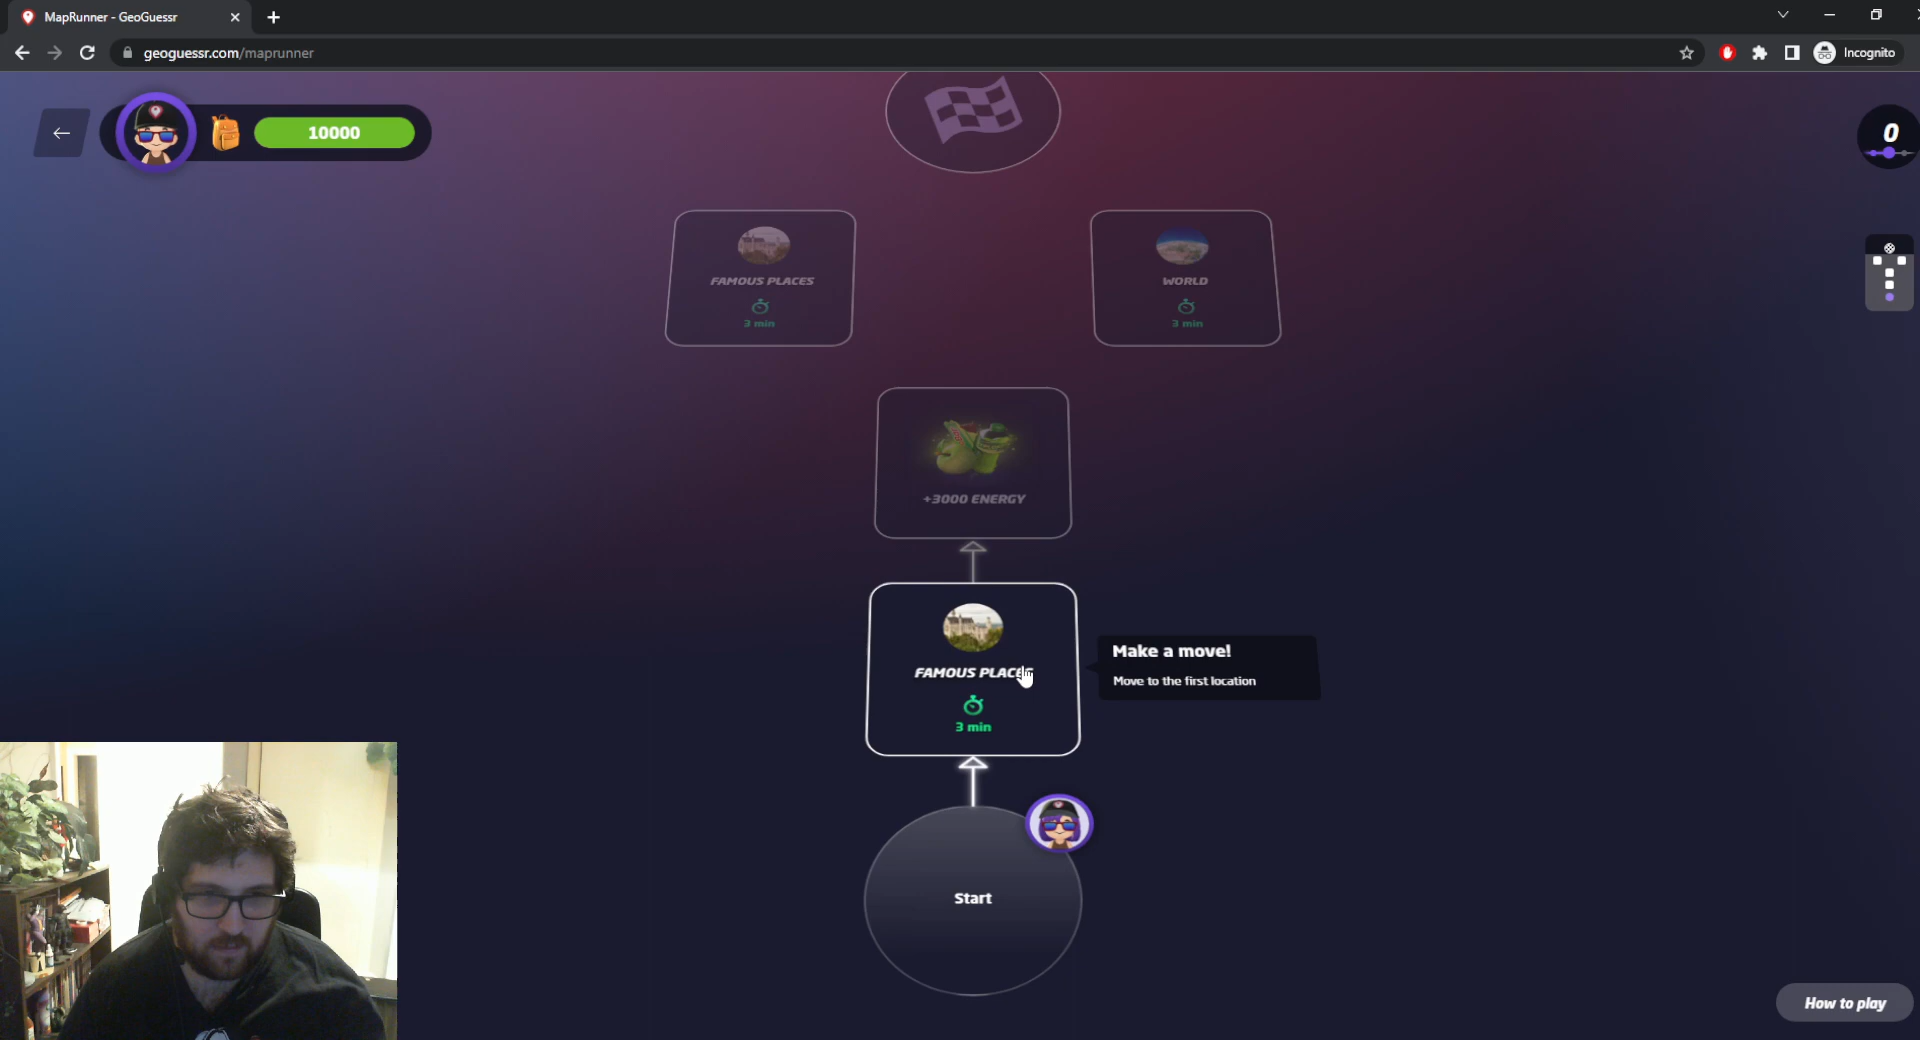 MapRunner - GeoGuessr
geoguessr.com/maprunner
Incognito
10000
0
FAMOUS PLACES
3 min
WORLD
3 min
+3000 ENERGY
FAMOUS PLACES
3 min
Make a move!
Move to the first location
Start
How to play